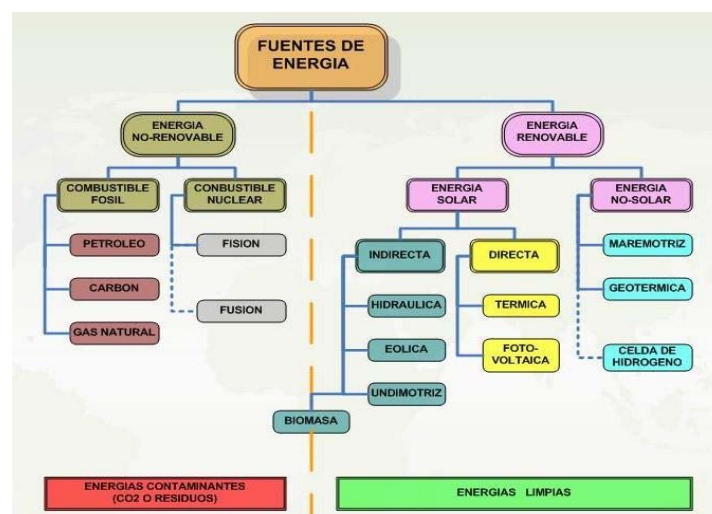 FUENTES DE
ENERGIA
ENERGIA
NO-RENOVABLE
ENERGIA
RENOVABLE
COMBUSTIBLE
FOSIL
CONBUSTIBLE
NUCLEAR
ENERGIA
SOLAR
ENERGIA
NO-SOLAR
PETROLEO
FISION
INDIRECTA
DIRECTA
MAREMOTRIZ
CARBON
FUSION
HIDRAULICA
TERMICA
GEOTERMICA
GAS NATURAL
EOLICA
FOTO-
VOLTAICA
CELDA DE
HIDROGENO
UNDIMOTRIZ
BIOMASA
ENERGIAS CONTAMINANTES
(CO2 O RESIDUOS)
ENERGIAS LIMPIAS